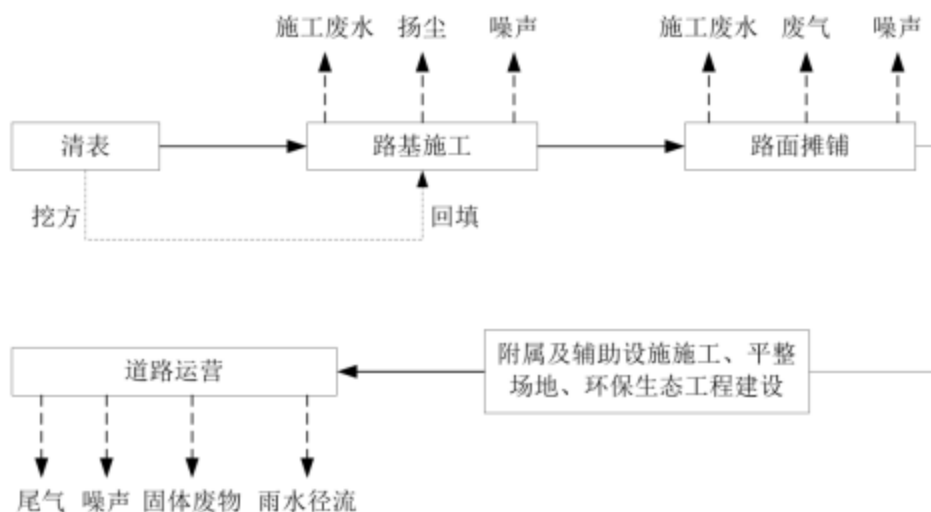 施工废水 扬尘 噪声 施工废水 废气 噪声
清表 路基施工 路面摊铺
挖方 回填
附属及辅助设施施工、平整
场地、环保生态工程建设
道路运营
尾气 噪声 固体废物 雨水径流